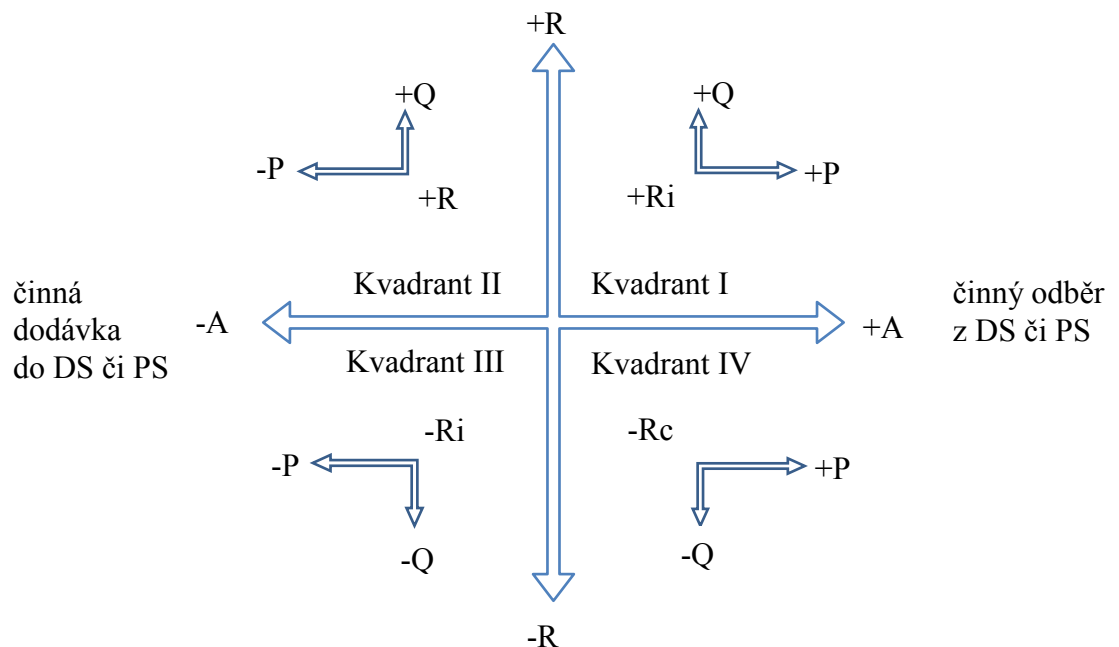 +R
+Q
+Q
-P
+P
+R
+Ri
Kvadrant II
Kvadrant I
činná
dodávka
do DS či PS
-A
+A
činný odběr
z DS či PS
Kvadrant III
Kvadrant IV
-Ri
-Rc
-P
+P
-Q
-Q
-R